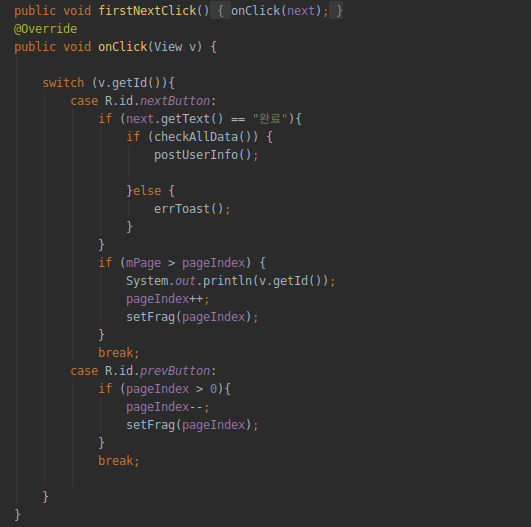 public void firstNextClick() { onClick(next); }
@Override
public void onClick(View v) {
switch (v.getId()){
case R.id.nextButton:
if (next.getText() == "완료"){
if (checkAllData()) {
postUserInfo();
}else {
errToast();
}
}
if (mPage > pageIndex) {
System.out.println(v.getId());
pageIndex++;
setFrag(pageIndex);
}
break;
case R.id.prevButton:
if (pageIndex > 0){
pageIndex--;
setFrag(pageIndex);
}
break;
}
}